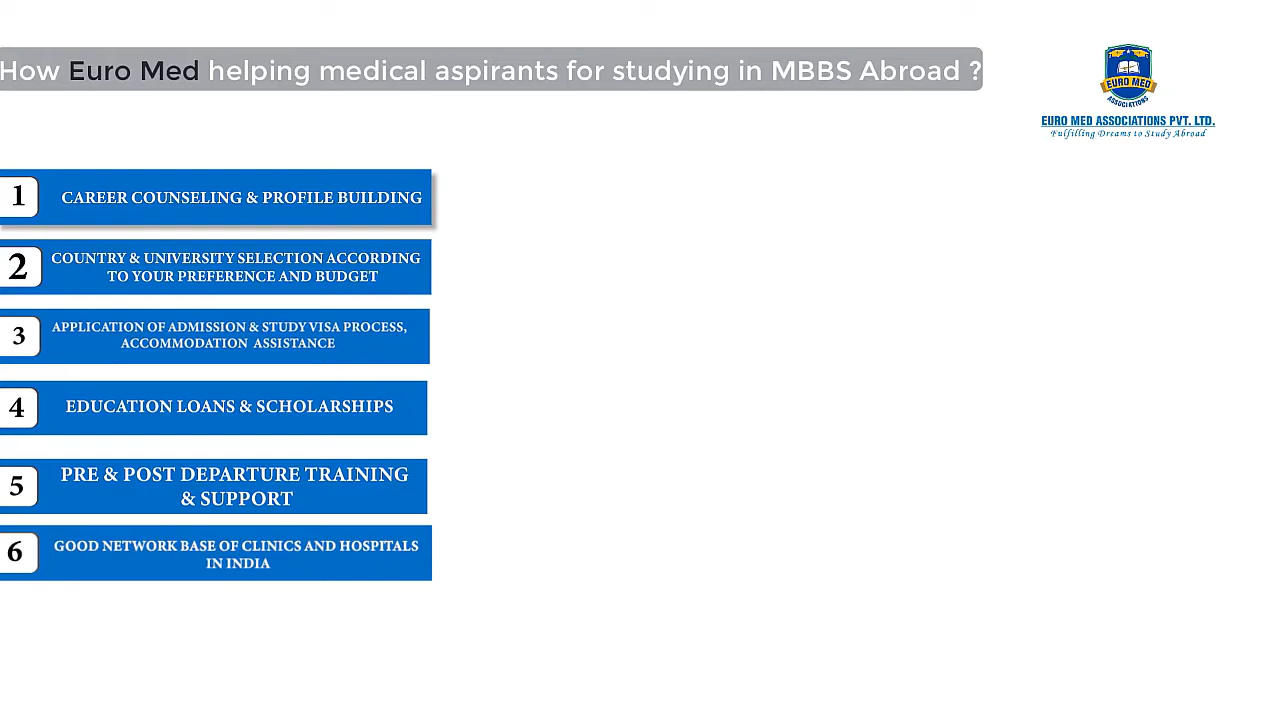 How Euro Med helping medical aspirants for studying in MBBS Abroad ?
EURO MED
ASSOCIATIONS
EURO MED ASSOCIATIONS PVT. LTD.
Fulfilling Dreams to Study Abroad
1 CAREER COUNSELING & PROFILE BUILDING
2 COUNTRY & UNIVERSITY SELECTION ACCORDING
TO YOUR PREFERENCE AND BUDGET
3 APPLICATION OF ADMISSION & STUDY VISA PROCESS,
ACCOMMODATION ASSISTANCE
4 EDUCATION LOANS & SCHOLARSHIPS
5 PRE & POST DEPARTURE TRAINING
& SUPPORT
6 GOOD NETWORK BASE OF CLINICS AND HOSPITALS
IN INDIA